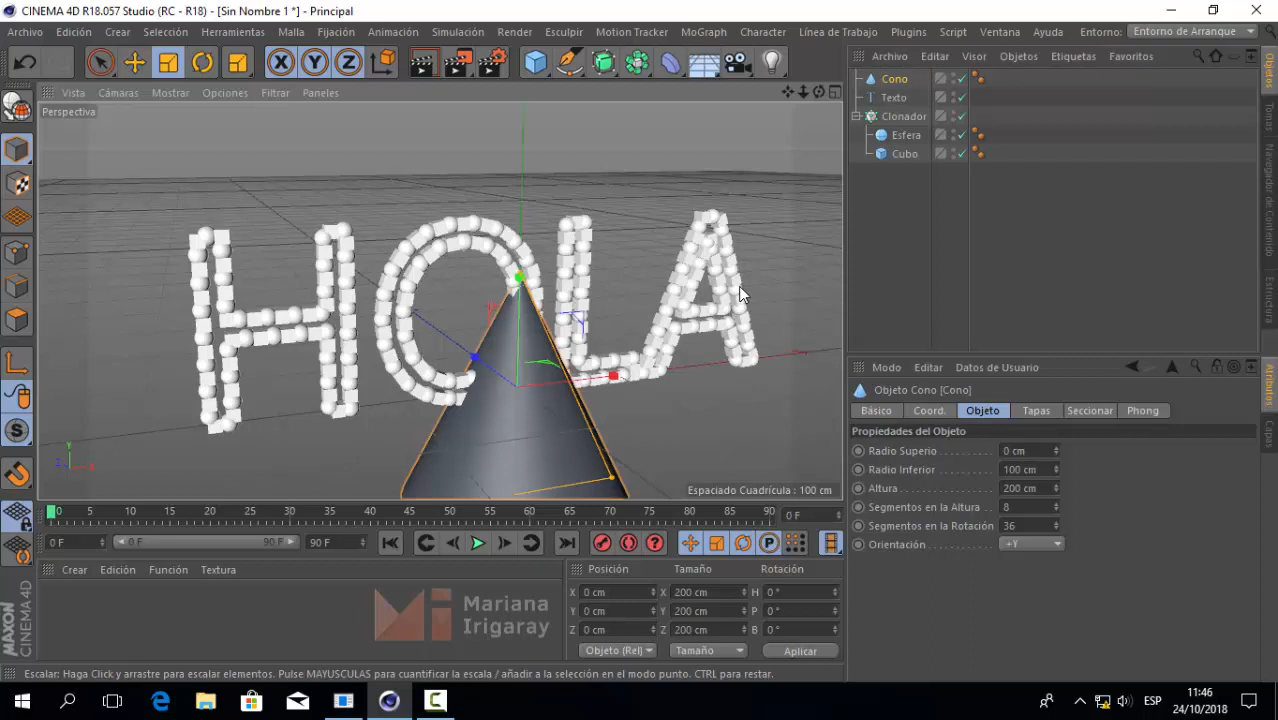 CINEMA 4D R18.057 Studio (RC - R18) - [Sin Nombre 1 *] - Principal
Archivo Edición Crear Selección Herramientas Malla Fijación Animación Simulación Render Esculpir Motion Tracker MoGraph Character Línea de Trabajo Plugins Script Ventana Ayuda Entorno: Entorno de Arranque
X Y Z
Archivo Editar Visor Objetos Etiquetas Favoritos
Cono
Texto
Clonador
Esfera
Cubo
Objetos
Tomas
Navegador de Contenido
Estructura
Vista Cámaras Mostrar Opciones Filtrar Paneles
Perspectiva
HOLA
Y
Z X
Espaciado Cuadrícula : 100 cm
Modo Editar Datos de Usuario
Objeto Cono [Cono]
Básico Coord. Objeto Tapas Seccionar Phong
Propiedades del Objeto
Radio Superio 0 cm
Radio Inferior 100 cm
Altura 200 cm
Segmentos en la Altura 8
Segmentos en la Rotación 36
Orientación +Y
Atributos
Capas
0 5 10 15 20 25 30 35 40 45 50 55 60 65 70 75 80 85 90 0 F
0 F 0 F 90 F 90 F
P
Crear Edición Función Textura
Mariana
Irigaray
MAXON
CINEMA 4D
Posición Tamaño Rotación
X 0 cm X 200 cm H 0 °
Y 0 cm Y 200 cm P 0 °
Z 0 cm Z 200 cm B 0 °
Objeto (Rel) Tamaño Aplicar
Escalar: Haga Click y arrastre para escalar elementos. Pulse MAYUSCULAS para cuantificar la escala / añadir a la selección en el modo punto. CTRL para restar.
ESP
11:46
24/10/2018